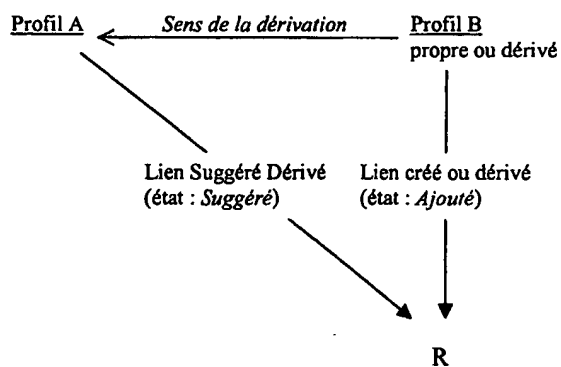 Profil A
Sens de la dérivation
Profil B
propre ou dérivé
Lien Suggéré Dérivé
(état : Suggéré)
Lien créé ou dérivé
(état : Ajouté)
R